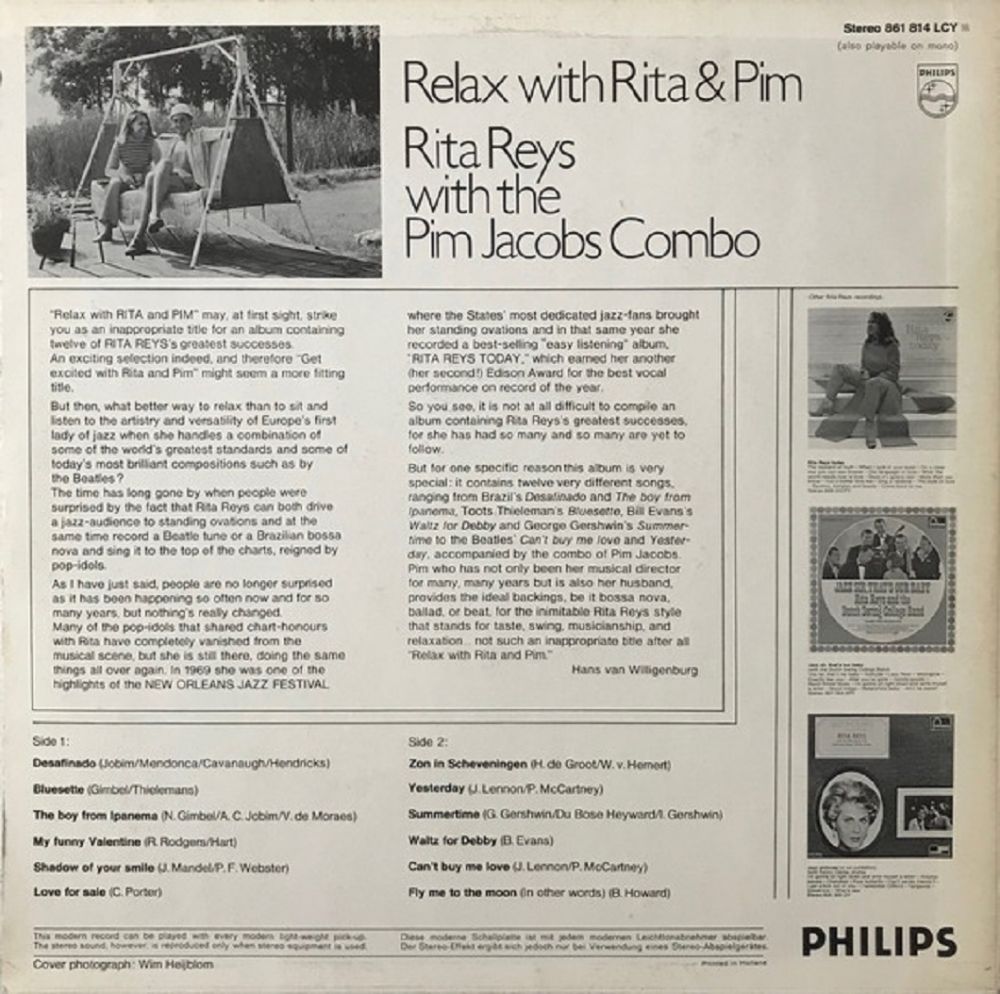 Stereo 861 814 LCY
(also playable on mono)
PHILIPS
Relax with Rita & Pim
Rita Reys
with the
Pim Jacobs Combo
"Relax with RITA and PIM" may, at first sight, strike
you as an inappropriate title for an album containing
twelve of RITA REYS's greatest successes.
An exciting selection indeed, and therefore "Get
excited with Rita and Pim" might seem a more fitting
title.
But then, what better way to relax than to sit and
listen to the artistry and versatility of Europe's first
lady of jazz when she handles a combination of
some of the world's greatest standards and some of
today's most brilliant compositions such as by
the Beatles?
The time has long gone by when people were
surprised by the fact that Rita Reys can both drive
a jazz-audience to standing ovations and at the
same time record a Beatle tune or a Brazilian bossa
nova and sing it to the top of the charts, reigned by
pop-idols.
As I have just said, people are no longer surprised
as it has been happening so often now and for so
many years, but nothing's really changed.
Many of the pop-idols that shared chart-honours
with Rita have completely vanished from the
musical scene, but she is still there, doing the same
things all over again. In 1969 she was one of the
highlights of the NEW ORLEANS JAZZ FESTIVAL
where the States' most dedicated jazz-fans brought
her standing ovations and in that same year she
recorded a best-selling "easy listening" album,
"RITA REYS TODAY," which earned her another
(her second!) Edison Award for the best vocal
performance on record of the year.
So you see, it is not at all difficult to compile an
album containing Rita Reys's greatest successes,
for she has had so many and so many are yet to
follow.
But for one specific reason this album is very
special: it contains twelve very different songs,
ranging from Brazil's Desafinado and The boy from
Ipanema, Toots Thieleman's Bluesette, Bill Evans's
Waltz for Debby and George Gershwin's Summer-
time to the Beatles' Can't buy me love and Yester-
day, accompanied by the combo of Pim Jacobs.
Pim who has not only been her musical director
for many, many years but is also her husband,
provides the ideal backings, be it bossa nova,
ballad, or beat, for the inimitable Rita Reys style
that stands for taste, swing, musicianship, and
relaxation... not such an inappropriate title after all
"Relax with Rita and Pim."
Hans van Willigenburg
Other Rita Reys recordings:
Rita Reys today
JAZZ SIR, THAT'S OUR BABY
Rita Reys and the
Dutch Swing College Band
RITA REYS
Side 1:
Desafinado (Jobim/Mendonca/Cavanaugh/Hendricks)
Bluesette (Gimbel/Thielemans)
The boy from Ipanema (N. Gimbel/A. C. Jobim/V. de Moraes)
My funny Valentine (R. Rodgers/Hart)
Shadow of your smile (J. Mandel/P. F. Webster)
Love for sale (C. Porter)
Side 2:
Zon in Scheveningen (H. de Groot/W. v. Hemert)
Yesterday (J. Lennon/P. McCartney)
Summertime (G. Gershwin/Du Bose Heyward/I. Gershwin)
Waltz for Debby (B. Evans)
Can't buy me love (J. Lennon/P. McCartney)
Fly me to the moon (in other words) (B. Howard)
This modern record can be played with every modern light-weight pick-up.
The stereo sound, however, is reproduced only when stereo equipment is used.
Diese moderne Schallplatte ist mit jedem modernen Leichttonabnehmer abspielbar.
Der Stereo-Effekt ergibt sich jedoch nur bei Verwendung eines Stereo-Abspielgerätes.
Cover photograph: Wim Heijblom
Printed in Holland
PHILIPS